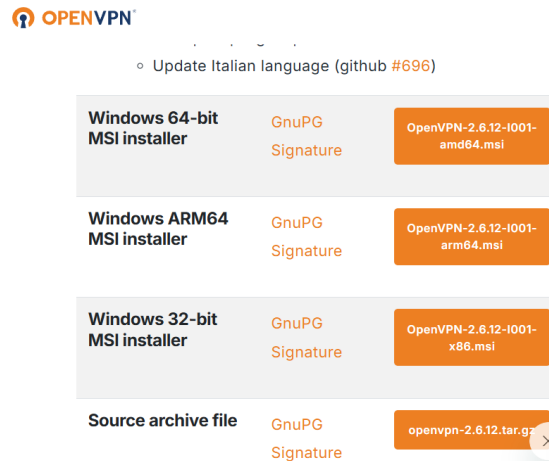 OPENVPN
Update Italian language (github #696)
Windows 64-bit
MSI installer
GnuPG
Signature
OpenVPN-2.6.12-I001-
amd64.msi
Windows ARM64
MSI installer
GnuPG
Signature
OpenVPN-2.6.12-I001-
arm64.msi
Windows 32-bit
MSI installer
GnuPG
Signature
OpenVPN-2.6.12-I001-
x86.msi
Source archive file
GnuPG
Signature
openvpn-2.6.12.tar.gz